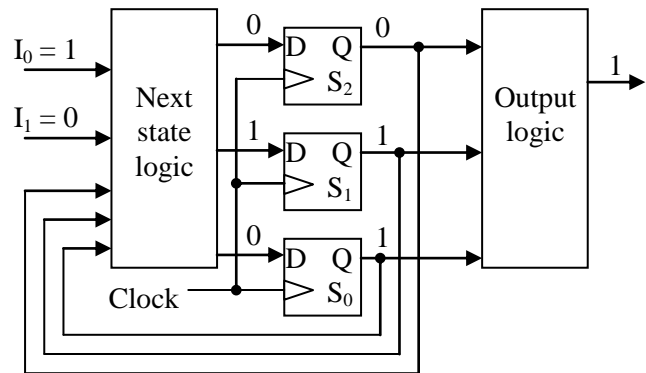 I₀ = 1
I₁ = 0
Next
state
logic
0
1
0
D Q
S₂
D Q
S₁
D Q
S₀
0
1
1
Clock
Output
logic
1